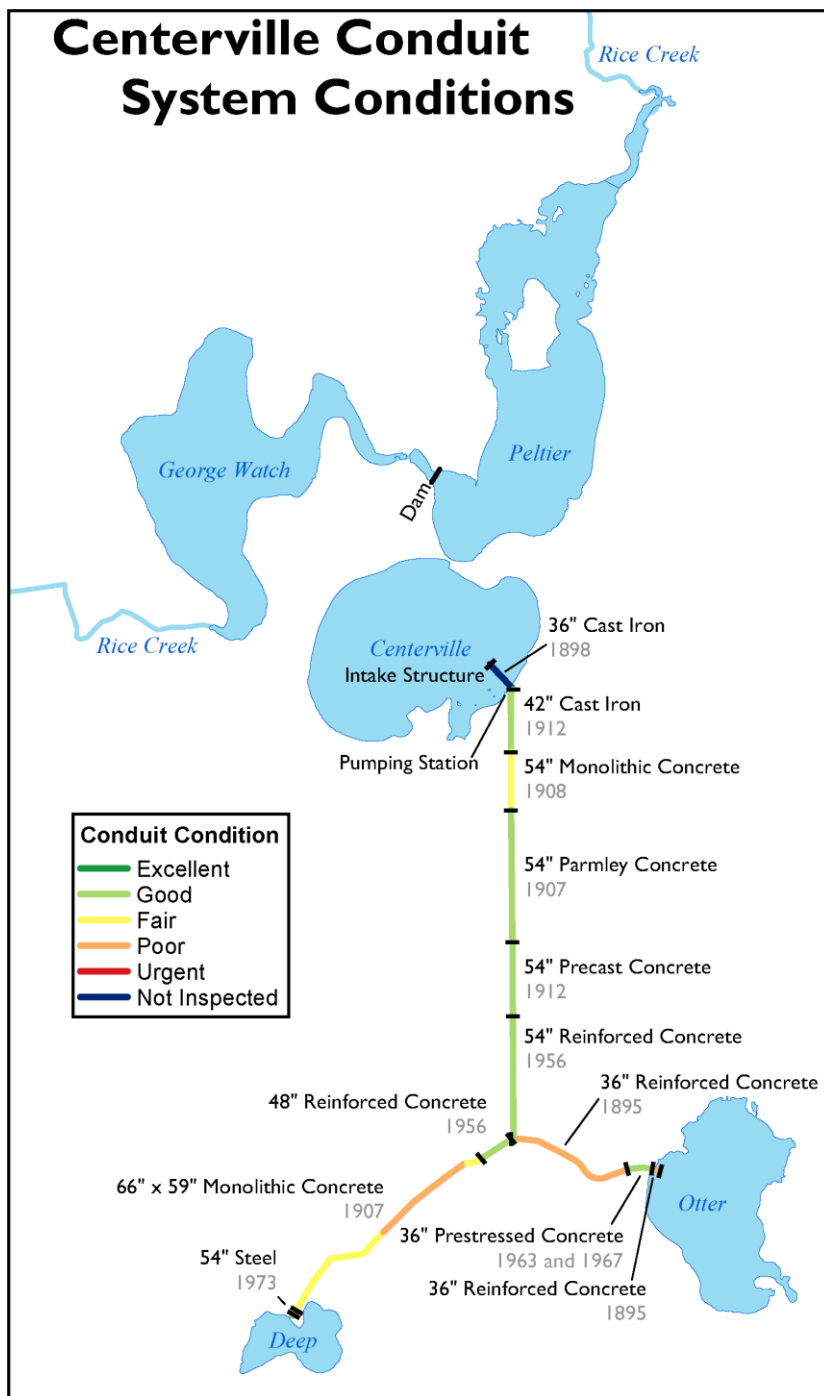 Centerville Conduit
System Conditions
Rice Creek
Peltier
George Watch
Dam
Rice Creek
Centerville
Intake Structure
36" Cast Iron
1898
42" Cast Iron
1912
Pumping Station
54" Monolithic Concrete
1908
Conduit Condition
Excellent
Good
Fair
Poor
Urgent
Not Inspected
54" Parmley Concrete
1907
54" Precast Concrete
1912
54" Reinforced Concrete
1956
36" Reinforced Concrete
1895
48" Reinforced Concrete
1956
66" x 59" Monolithic Concrete
1907
Otter
36" Prestressed Concrete
1963 and 1967
36" Reinforced Concrete
1895
54" Steel
1973
Deep